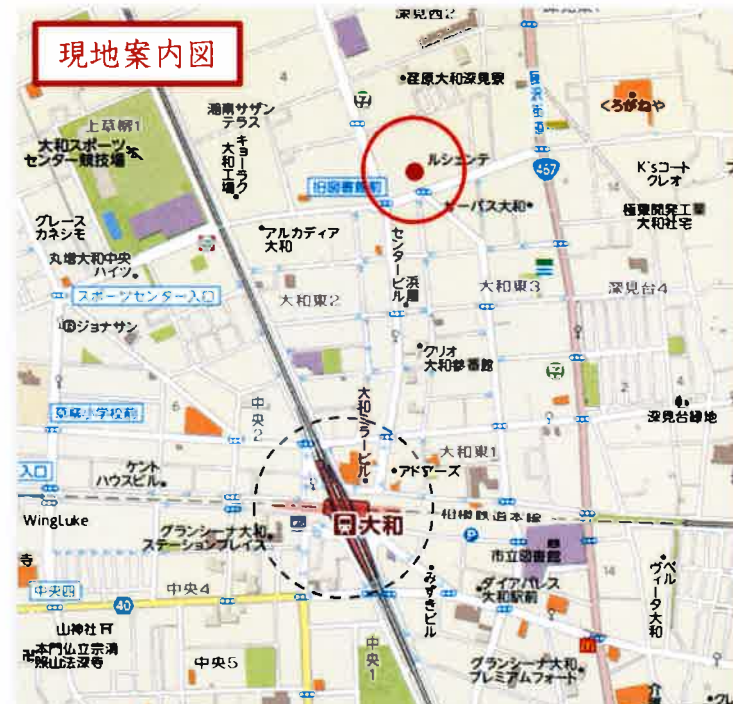 現地案内図
深見西2
4
荏原大和深見寮
くろがねや
湘南サザン
テラス
上草柳1
大和スポーツ
センター競技場
キョーラク
大和工場
旧図書館前
ルシェンテ
467
K'sコート
クレオ
14
グレース
カネシモ
アルカディア
大和
センタービル
浜屋
極東開発工業
大和社宅
丸増大和中央
ハイツ
スポーツセンター入口
大和東2
大和東3
深見台4
ジョナサン
クリオ
大和参番館
2
4
草柳小学校前
6
中央2
大和ミラービル
大和東1
深見台緑地
入口
ケント
ハウスビル
アドアーズ
相模鉄道本線
WingLuke
グランシーナ大和
ステーションプレイス
大和
P
市立図書館
寺
中央四
40
中央4
みずきビル
ダイアパレス
大和駅前
14
ベル
ヴィータ大和
山神社
本門仏立宗清
照山法深寺
中央5
中央1
グランシーナ大和
プレミアムフォート